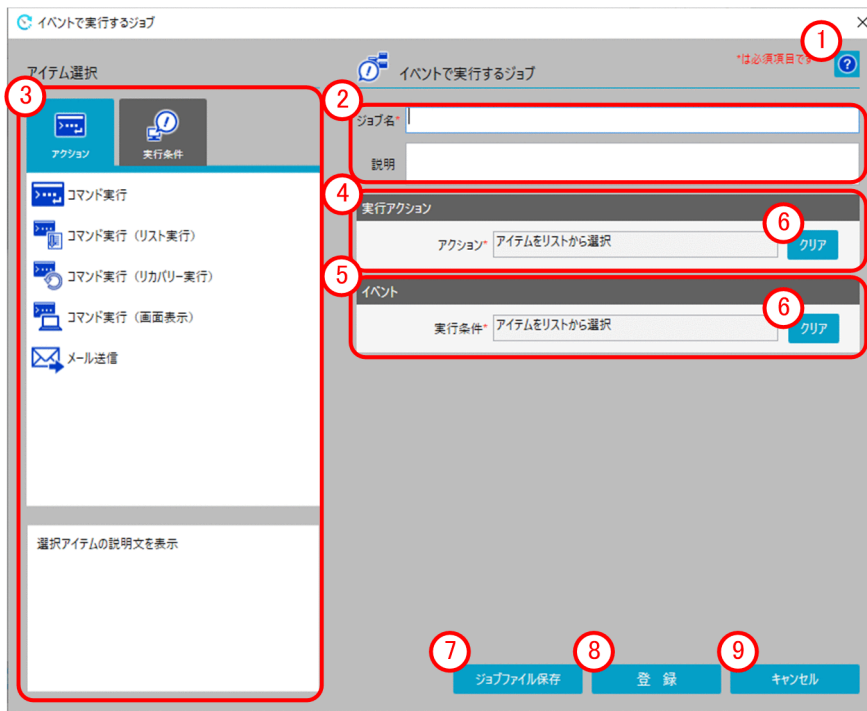 イベントで実行するジョブ
×
アイテム選択
イベントで実行するジョブ
*は必須項目です
?
1
3
アクション
実行条件
コマンド実行
コマンド実行（リスト実行）
コマンド実行（リカバリー実行）
コマンド実行（画面表示）
メール送信
選択アイテムの説明文を表示
2
ジョブ名*
説明
4
実行アクション
アクション* アイテムをリストから選択
6
クリア
5
イベント
実行条件* アイテムをリストから選択
6
クリア
7
ジョブファイル保存
8
登 録
9
キャンセル